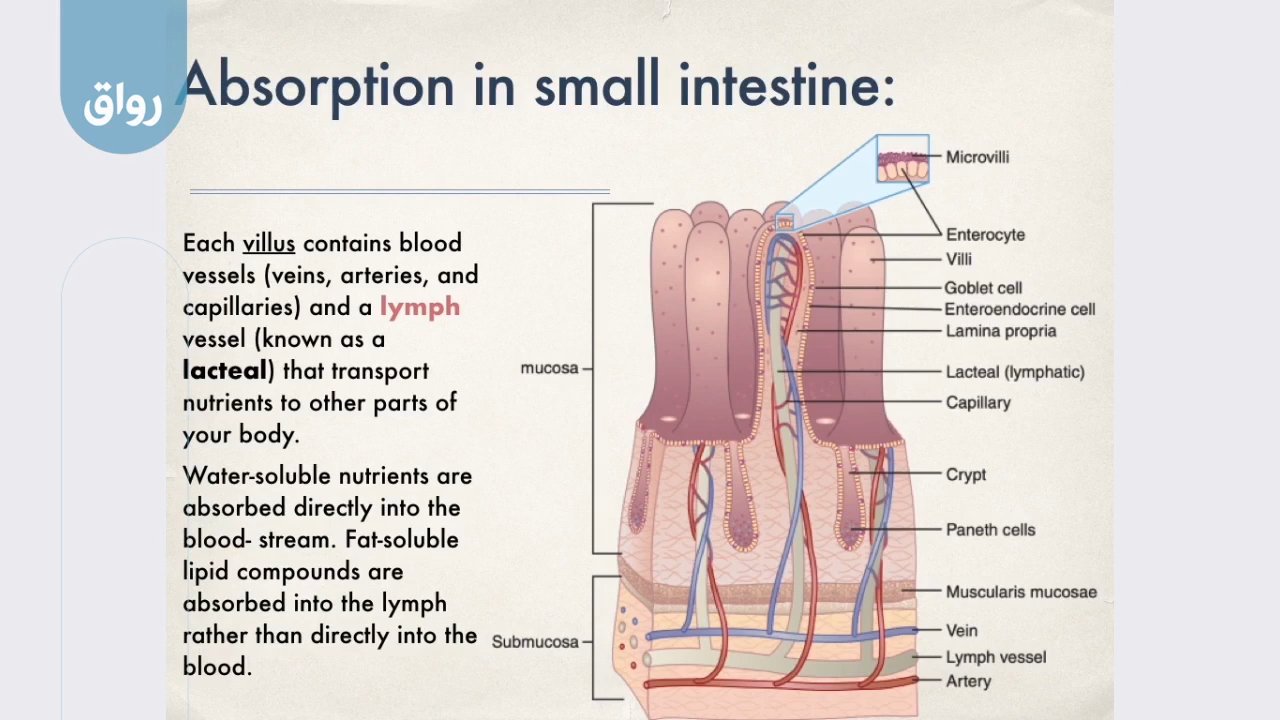 رواق
Absorption in small intestine:
Each villus contains blood
vessels (veins, arteries, and
capillaries) and a lymph
vessel (known as a
lacteal) that transport
nutrients to other parts of
your body.
Water-soluble nutrients are
absorbed directly into the
blood- stream. Fat-soluble
lipid compounds are
absorbed into the lymph
rather than directly into the
blood.
mucosa
Submucosa
Microvilli
Enterocyte
Villi
Goblet cell
Enteroendocrine cell
Lamina propria
Lacteal (lymphatic)
Capillary
Crypt
Paneth cells
Muscularis mucosae
Vein
Lymph vessel
Artery